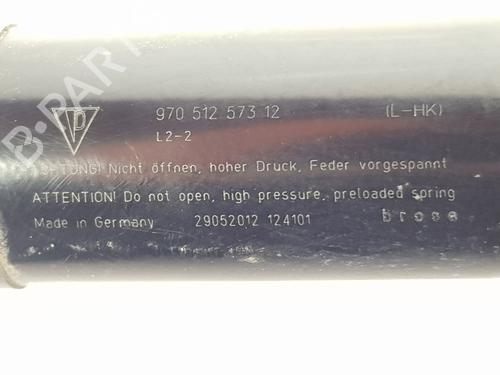 970 512 573 12 (L-HK)
L2-2
ACHTUNG! Nicht öffnen, hoher Druck, Feder vorgespannt
ATTENTION! Do not open, high pressure, preloaded spring
Made in Germany 29052012 124101 brose
B-PARTS